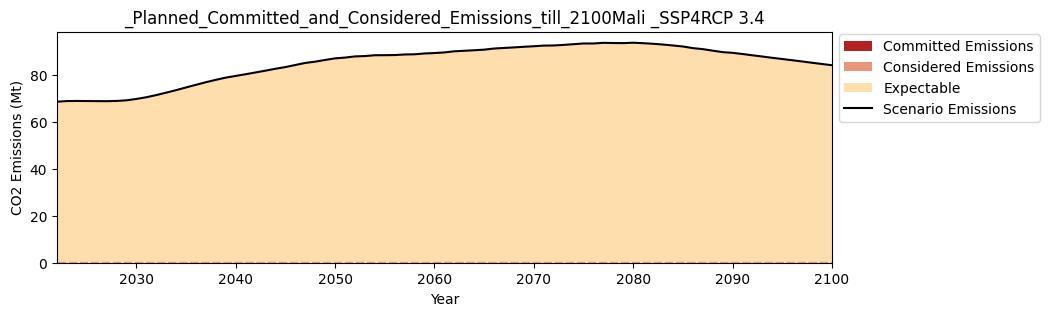 _Planned_Committed_and_Considered_Emissions_till_2100Mali _SSP4RCP 3.4
Committed Emissions
Considered Emissions
Expectable
Scenario Emissions
CO2 Emissions (Mt)
80
60
40
20
0
2030 2040 2050 2060 2070 2080 2090 2100
Year